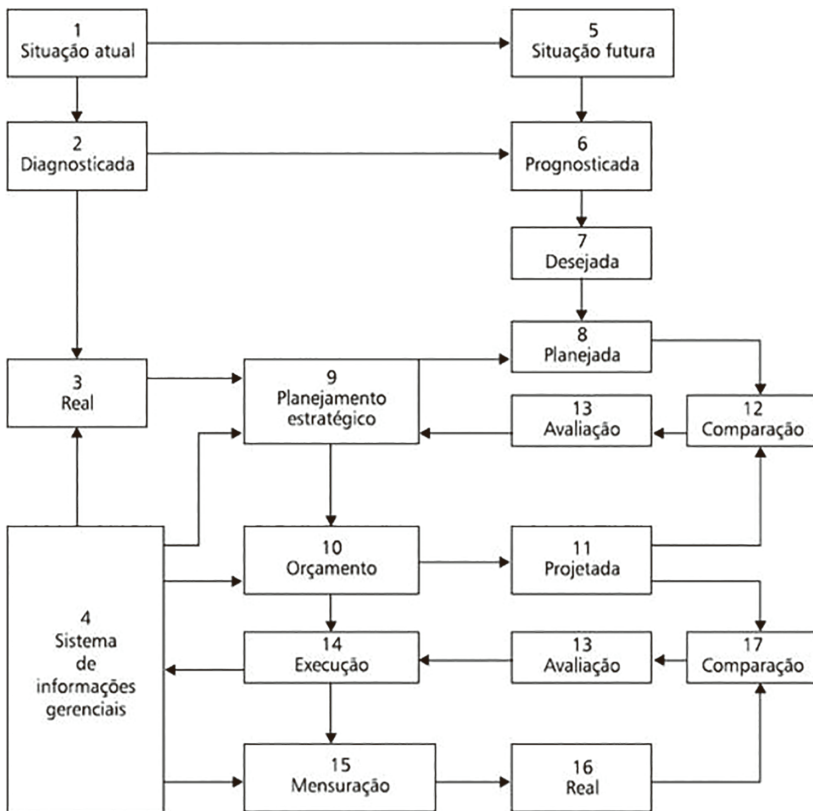 1
Situação atual
5
Situação futura
2
Diagnosticada
6
Prognosticada
7
Desejada
8
Planejada
3
Real
9
Planejamento
estratégico
13
Avaliação
12
Comparação
4
Sistema
de
informações
gerenciais
10
Orçamento
11
Projetada
14
Execução
13
Avaliação
17
Comparação
15
Mensuração
16
Real